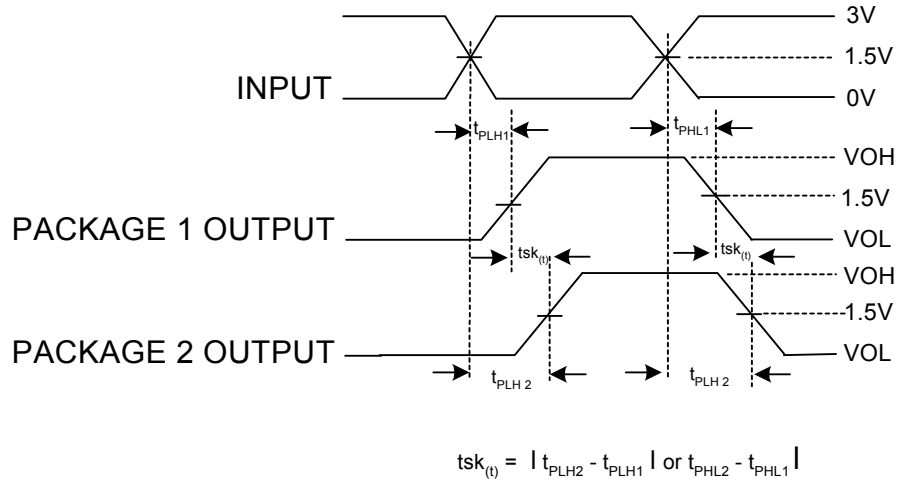 3V
1.5V
INPUT
0V
tPLH1
tPHL1
VOH
1.5V
PACKAGE 1 OUTPUT
VOL
tsk(t)
tsk(t)
VOH
1.5V
PACKAGE 2 OUTPUT
VOL
tPLH 2
tPLH 2
tsk(t) = | tPLH2 - tPLH1 | or tPHL2 - tPHL1 |